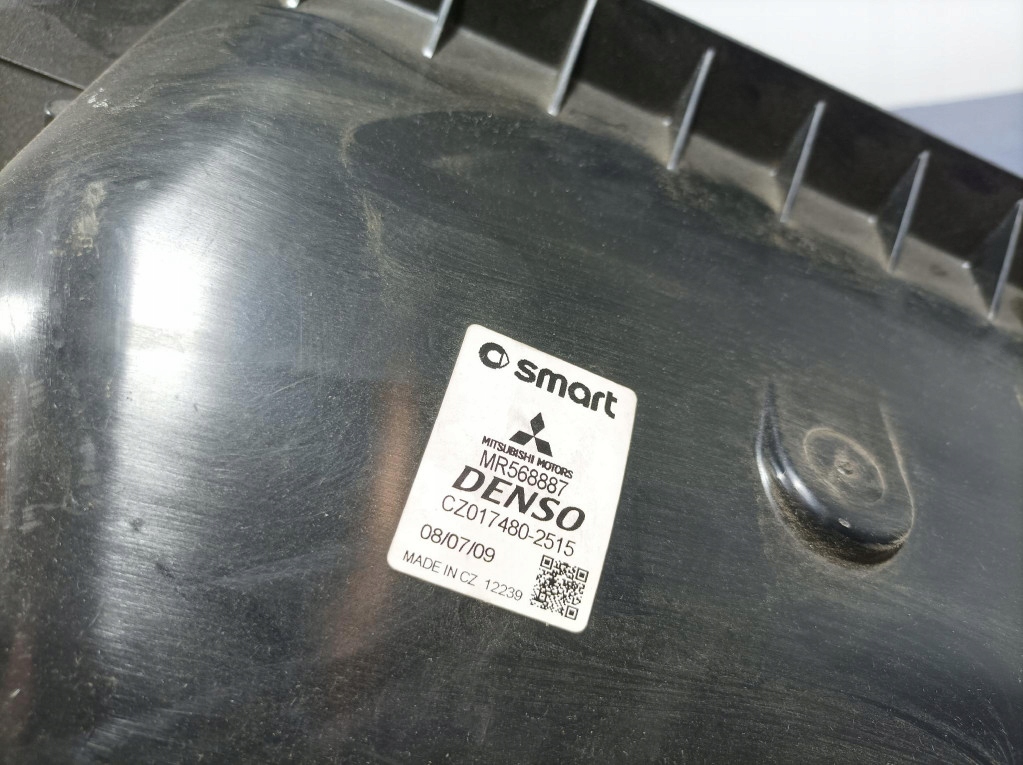 smart
MITSUBISHI MOTORS
MR568887
DENSO
CZ017480-2515
08/07/09
MADE IN CZ 12239